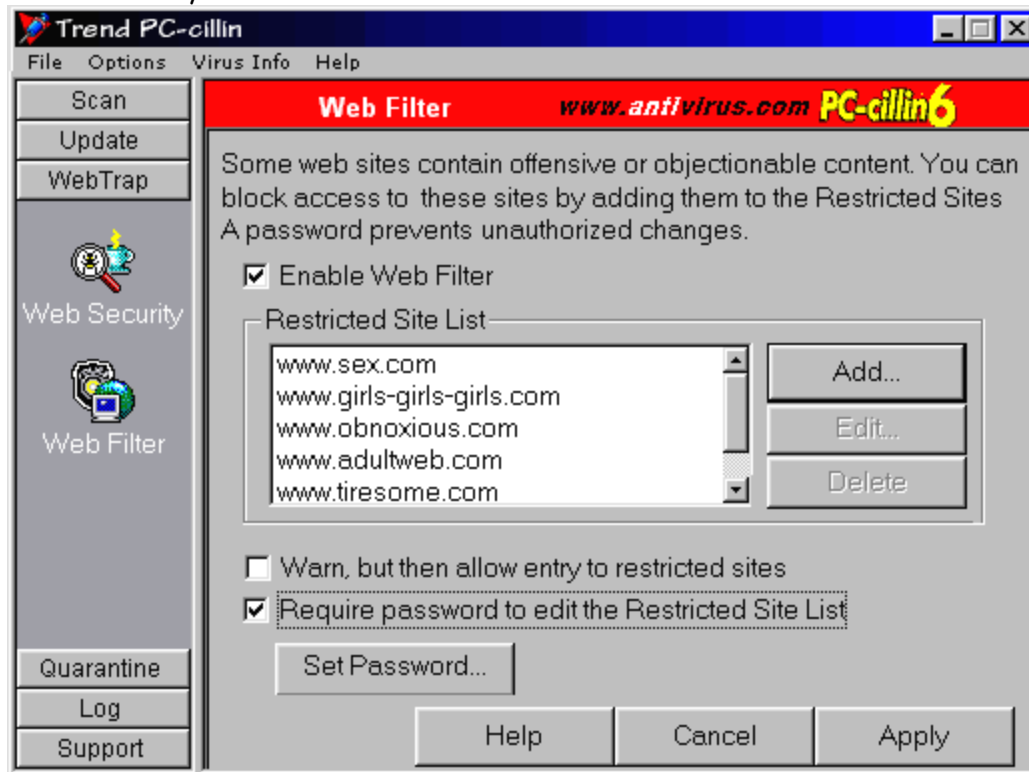 Trend PC-cillin
File Options Virus Info Help
Scan
Update
WebTrap
Web Security
Web Filter
Quarantine
Log
Support
Web Filter www.antivirus.com PC-cillin6
Some web sites contain offensive or objectionable content. You can
block access to these sites by adding them to the Restricted Sites
A password prevents unauthorized changes.
Enable Web Filter
Restricted Site List
www.sex.com
www.girls-girls-girls.com
www.obnoxious.com
www.adultweb.com
www.tiresome.com
Add...
Edit...
Delete
Warn, but then allow entry to restricted sites
Require password to edit the Restricted Site List
Set Password...
Help Cancel Apply